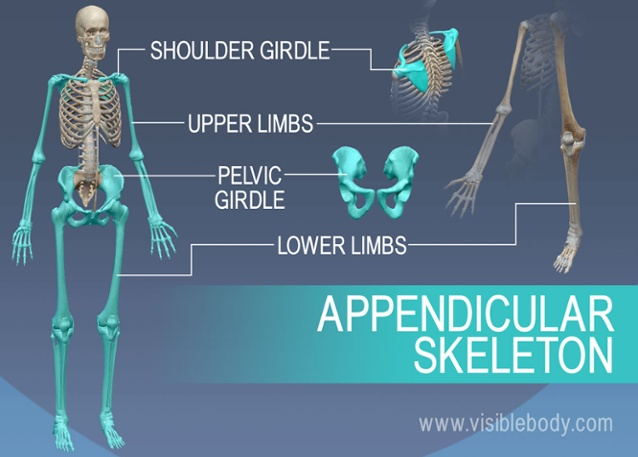 SHOULDER GIRDLE
UPPER LIMBS
PELVIC
GIRDLE
LOWER LIMBS
APPENDICULAR
SKELETON
www.visiblebody.com